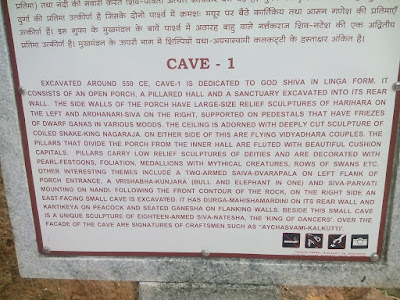 प्रतिमा) तथा नंदी की सवारी करते शिव-पार्वती
दुर्गा की प्रतिमा उत्कीर्ण है जिसके दोनो पार्श्व में क्रमशः मयूर पर बैठे कार्तिकेय तथा आसन गणेश की प्रतिमाएँ
उत्कीर्ण हैं। इस गुफा के मुखमंडप के बायें पार्श्व में अठारह बाहु वाले नर्तकराज शिव-नटेश की एक अद्वितीय
मूर्ति उत्कीर्ण है। मुखमंडप के ऊपरी भाग में शिल्पियों यथा-अयचास्वामी कलकट्टी के हस्ताक्षर अंकित है।
CAVE - 1
EXCAVATED AROUND 550 CE, CAVE-1 IS DEDICATED TO GOD SHIVA IN LINGA FORM. IT
CONSISTS OF AN OPEN PORCH, A PILLARED HALL AND A SANCTUARY EXCAVATED INTO ITS REAR
WALL. THE SIDE WALLS OF THE PORCH HAVE LARGE-SIZE RELIEF SCULPTURES OF HARIHARA ON
THE LEFT AND ARDHANARI-SIVA ON THE RIGHT, SUPPORTED ON PEDESTALS THAT HAVE FRIEZES
OF DWARF GANAS IN VARIOUS MOODS. THE CEILING IS ADORNED WITH DEEPLY CUT SCULPTURE OF
COILED SNAKE-KING NAGARAJA. ON EITHER SIDE OF THIS ARE FLYING VIDYADHARA COUPLES. THE
PILLARS THAT DIVIDE THE PORCH FROM THE INNER HALL ARE FLUTED WITH BEAUTIFUL CUSHION
CAPITALS. PILLARS CARRY LOW RELIEF SCULPTURES OF DEITIES AND ARE DECORATED WITH
PEARL-FESTOONS, FOLIATION, MEDALLIONS WITH MYTHICAL CREATURES, ROWS OF SWANS ETC.
OTHER INTERESTING THEMES INCLUDE A TWO-ARMED SAIVA-DVARAPALA ON LEFT FLANK OF
PORCH ENTRANCE, A VRISHABHA-KUNJARA (BULL AND ELEPHANT IN ONE) AND SIVA-PARVATI
MOUNTING ON NANDI. FOLLOWING THE FRONT CONTOUR OF THE ROCK, ON THE RIGHT SIDE AN
EAST-FACING SMALL CAVE IS EXCAVATED. IT HAS DURGA-MAHISHAMARDINI ON ITS REAR WALL AND
KARTIKEYA ON PEACOCK AND SEATED GANESHA ON FLANKING WALLS. BESIDE THIS SMALL CAVE
IS A UNIQUE SCULPTURE OF EIGHTEEN-ARMED SIVA-NATESHA, THE 'KING OF DANCERS'. OVER THE
FACADE OF THE CAVE ARE SIGNATURES OF CRAFTSMEN SUCH AS 'AYCHASVAMI-KALKUTTI'.